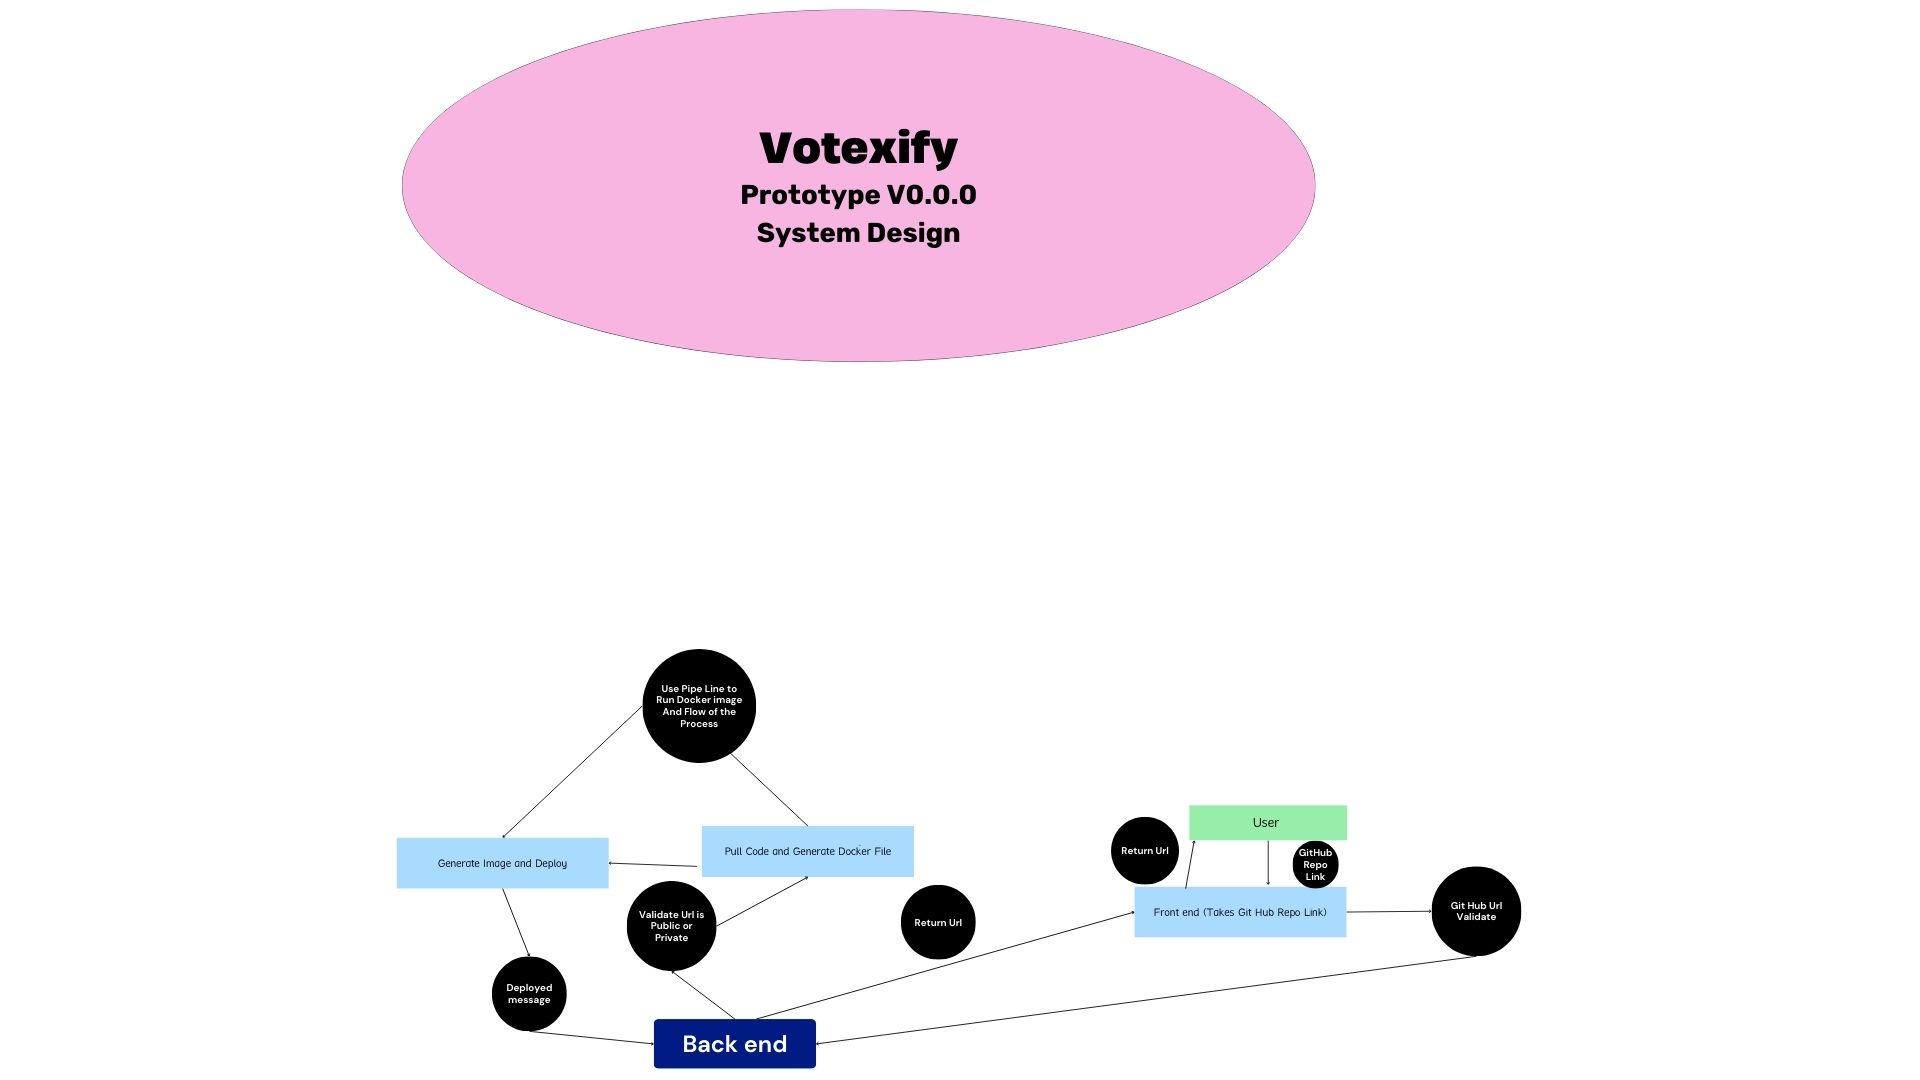 Votexify
Prototype V0.0.0
System Design
Use Pipe Line to
Run Docker image
And Flow of the
Process
Generate Image and Deploy
Pull Code and Generate Docker File
Validate Url is
Public or
Private
Return Url
Deployed
message
Back end
Return Url
User
GitHub
Repo
Link
Front end (Takes Git Hub Repo Link)
Git Hub Url
Validate